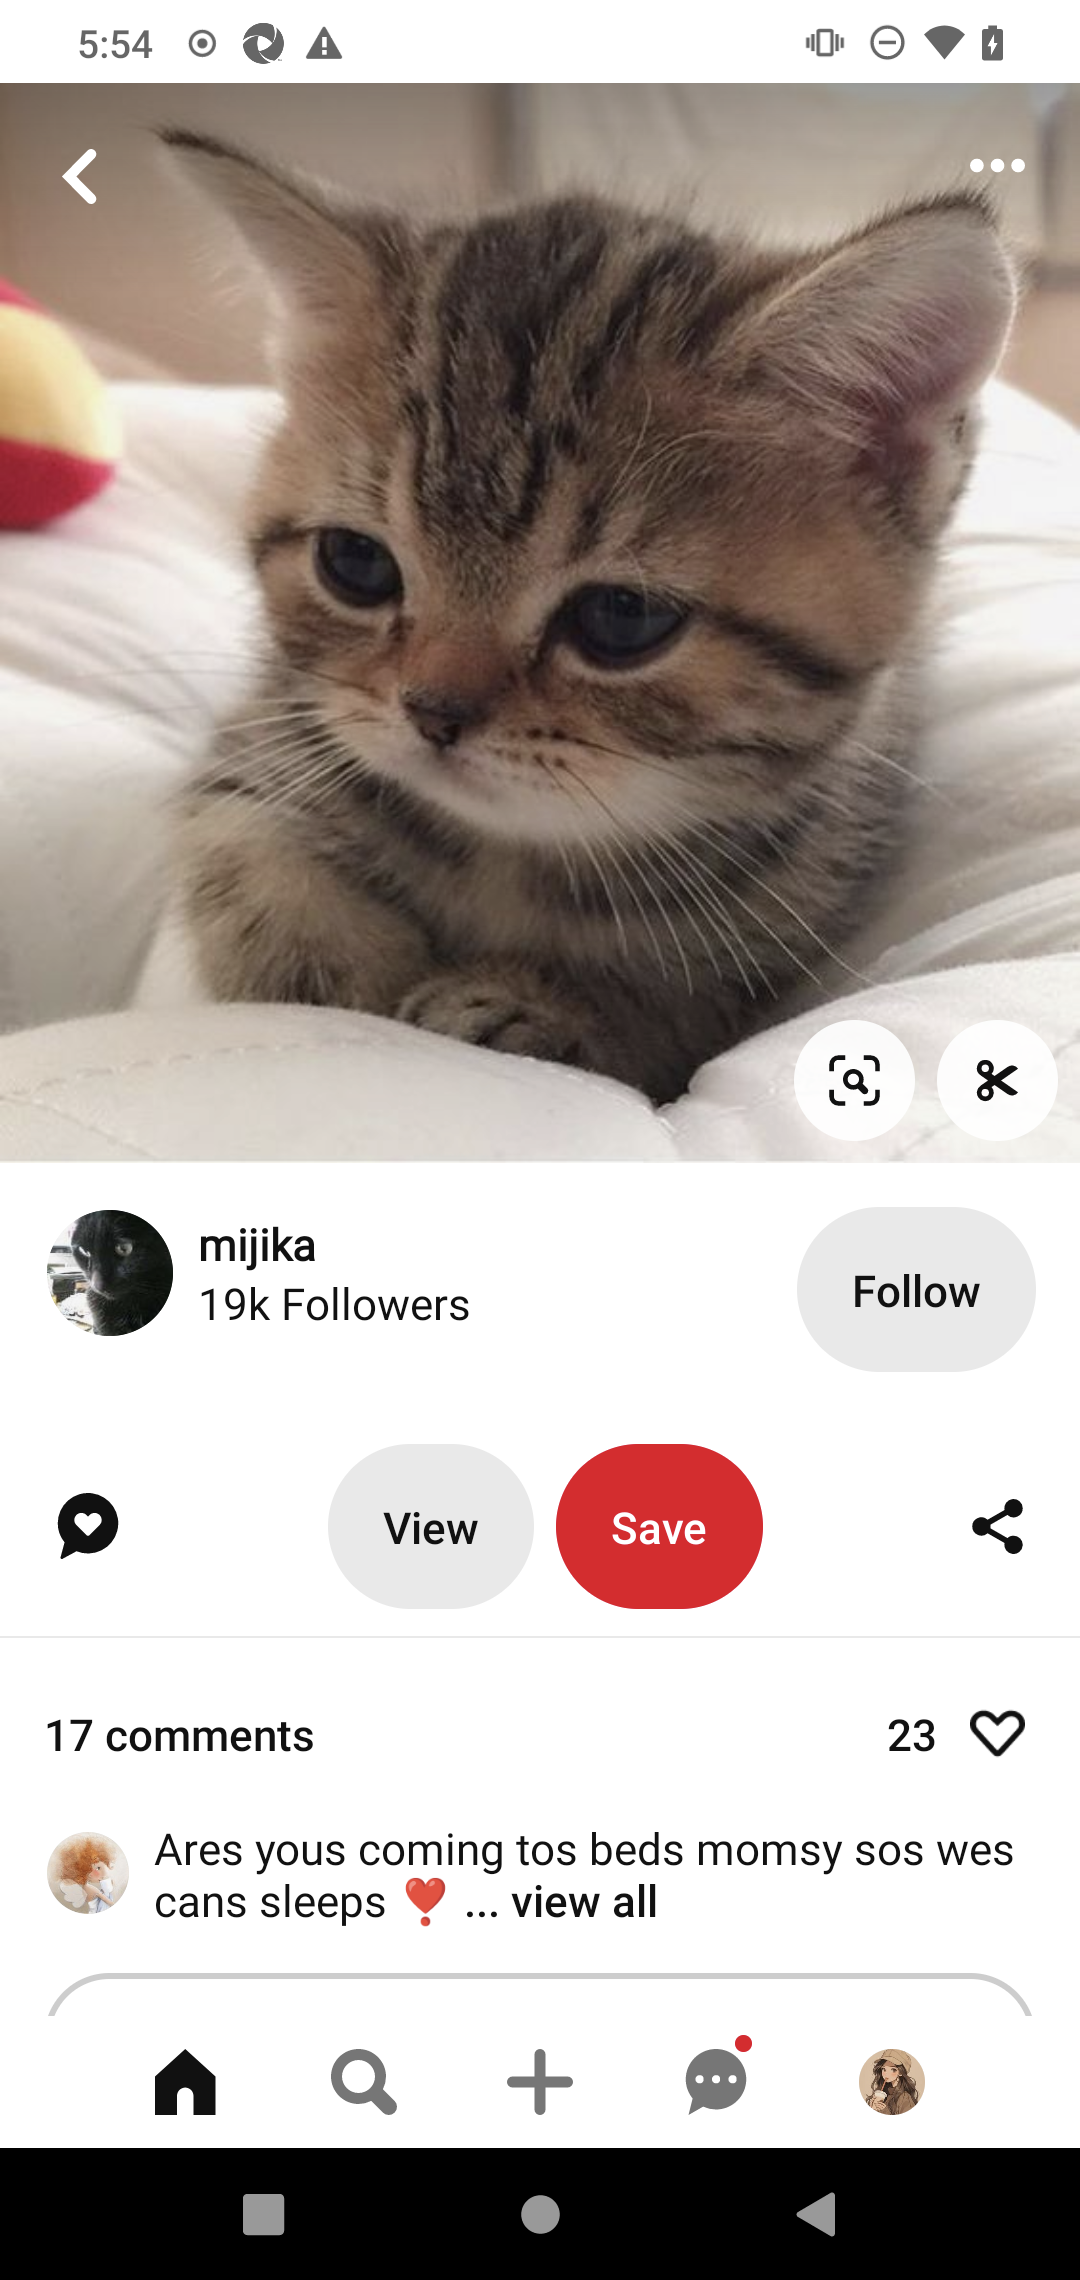 5:54
mijika
19k Followers
Follow
View
Save
17 comments
23
Ares yous coming tos beds momsy sos wes
cans sleeps ❣️ ... view all